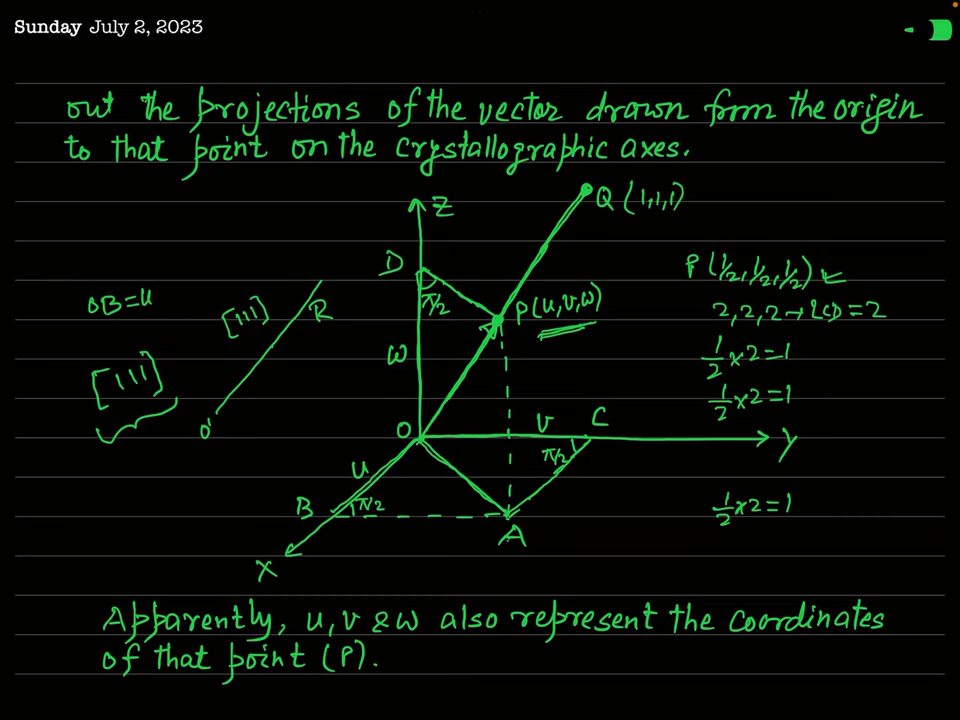 Sunday July 2, 2023
out the projections of the vector drawn from the origin
to that point on the crystallographic axes.
Z
Q (1,1,1)
D
P (1/2, 1/2, 1/2)
OB=u
[111]
R
π/2
P(u,v,w)
2, 2, 2 → LCD = 2
w
1/2 x 2 = 1
[111]
1/2 x 2 = 1
O'
O
v
C
y
π/2
u
B
π/2
1/2 x 2 = 1
A
X
Apparently, u, v & w also represent the coordinates
of that point (P).